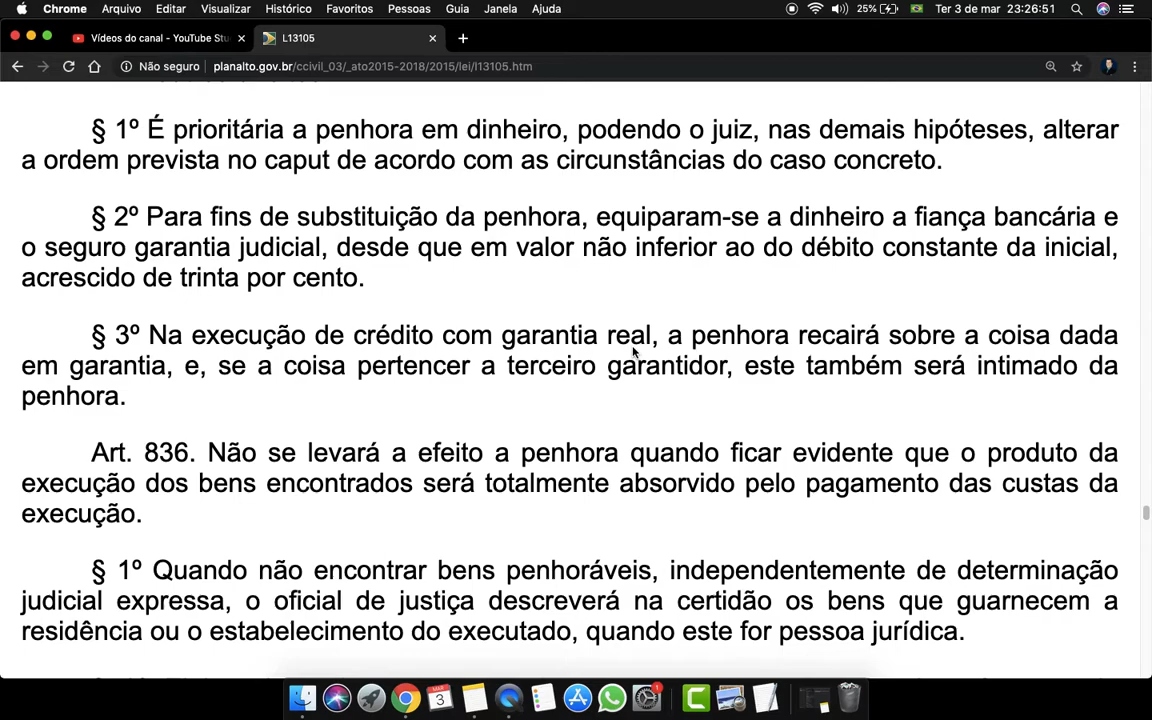 Chrome Arquivo Editar Visualizar Histórico Favoritos Pessoas Guia Janela Ajuda 25% Ter 3 de mar 23:26:51
Vídeos do canal - YouTube Stu L13105
Não seguro planalto.gov.br/ccivil_03/_ato2015-2018/2015/lei/l13105.htm
§ 1º É prioritária a penhora em dinheiro, podendo o juiz, nas demais hipóteses, alterar
a ordem prevista no caput de acordo com as circunstâncias do caso concreto.
§ 2º Para fins de substituição da penhora, equiparam-se a dinheiro a fiança bancária e
o seguro garantia judicial, desde que em valor não inferior ao do débito constante da inicial,
acrescido de trinta por cento.
§ 3º Na execução de crédito com garantia real, a penhora recairá sobre a coisa dada
em garantia, e, se a coisa pertencer a terceiro garantidor, este também será intimado da
penhora.
Art. 836. Não se levará a efeito a penhora quando ficar evidente que o produto da
execução dos bens encontrados será totalmente absorvido pelo pagamento das custas da
execução.
§ 1º Quando não encontrar bens penhoráveis, independentemente de determinação
judicial expressa, o oficial de justiça descreverá na certidão os bens que guarnecem a
residência ou o estabelecimento do executado, quando este for pessoa jurídica.
MAR
3
1